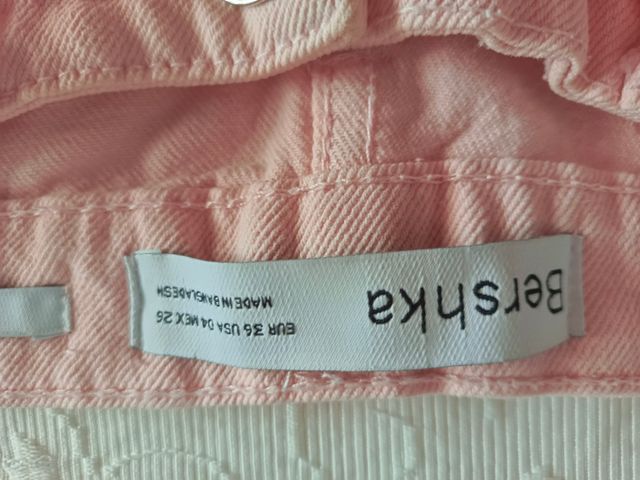 Bershka
EUR 36 USA 04 MEX 26
MADE IN BANGLADESH